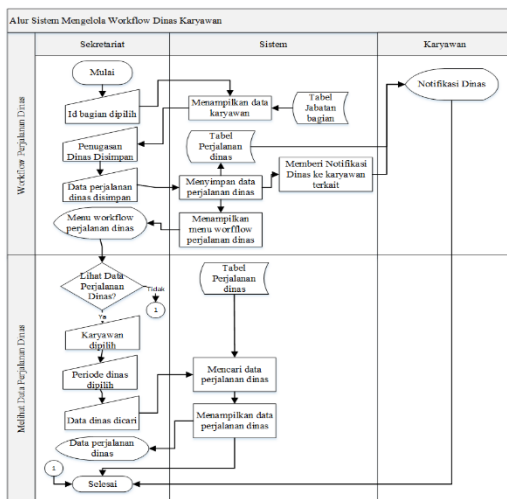 Alur Sistem Mengelola Workflow Dinas Karyawan
Sekretariat
Sistem
Karyawan
Workflow Perjalanan Dinas
Mulai
Id bagian dipilih
Menampilkan data
karyawan
Tabel
Jabatan
bagian
Notifikasi Dinas
Penugasan
Dinas Disimpan
Tabel
Perjalanan
dinas
Data perjalanan
dinas disimpan
Menyimpan data
perjalanan dinas
Memberi Notifikasi
Dinas ke karyawan
terkait
Menu workflow
perjalanan dinas
Menampilkan
menu worfflow
perjalanan dinas
Melihat Data Perjalanan Dinas
Lihat Data
Perjalanan
Dinas?
Tidak
1
Ya
Tabel
Perjalanan
dinas
Karyawan
dipilih
Periode dinas
dipilih
Mencari data
perjalanan dinas
Data dinas dicari
Menampilkan data
perjalanan dinas
Data perjalanan
dinas
1
Selesai